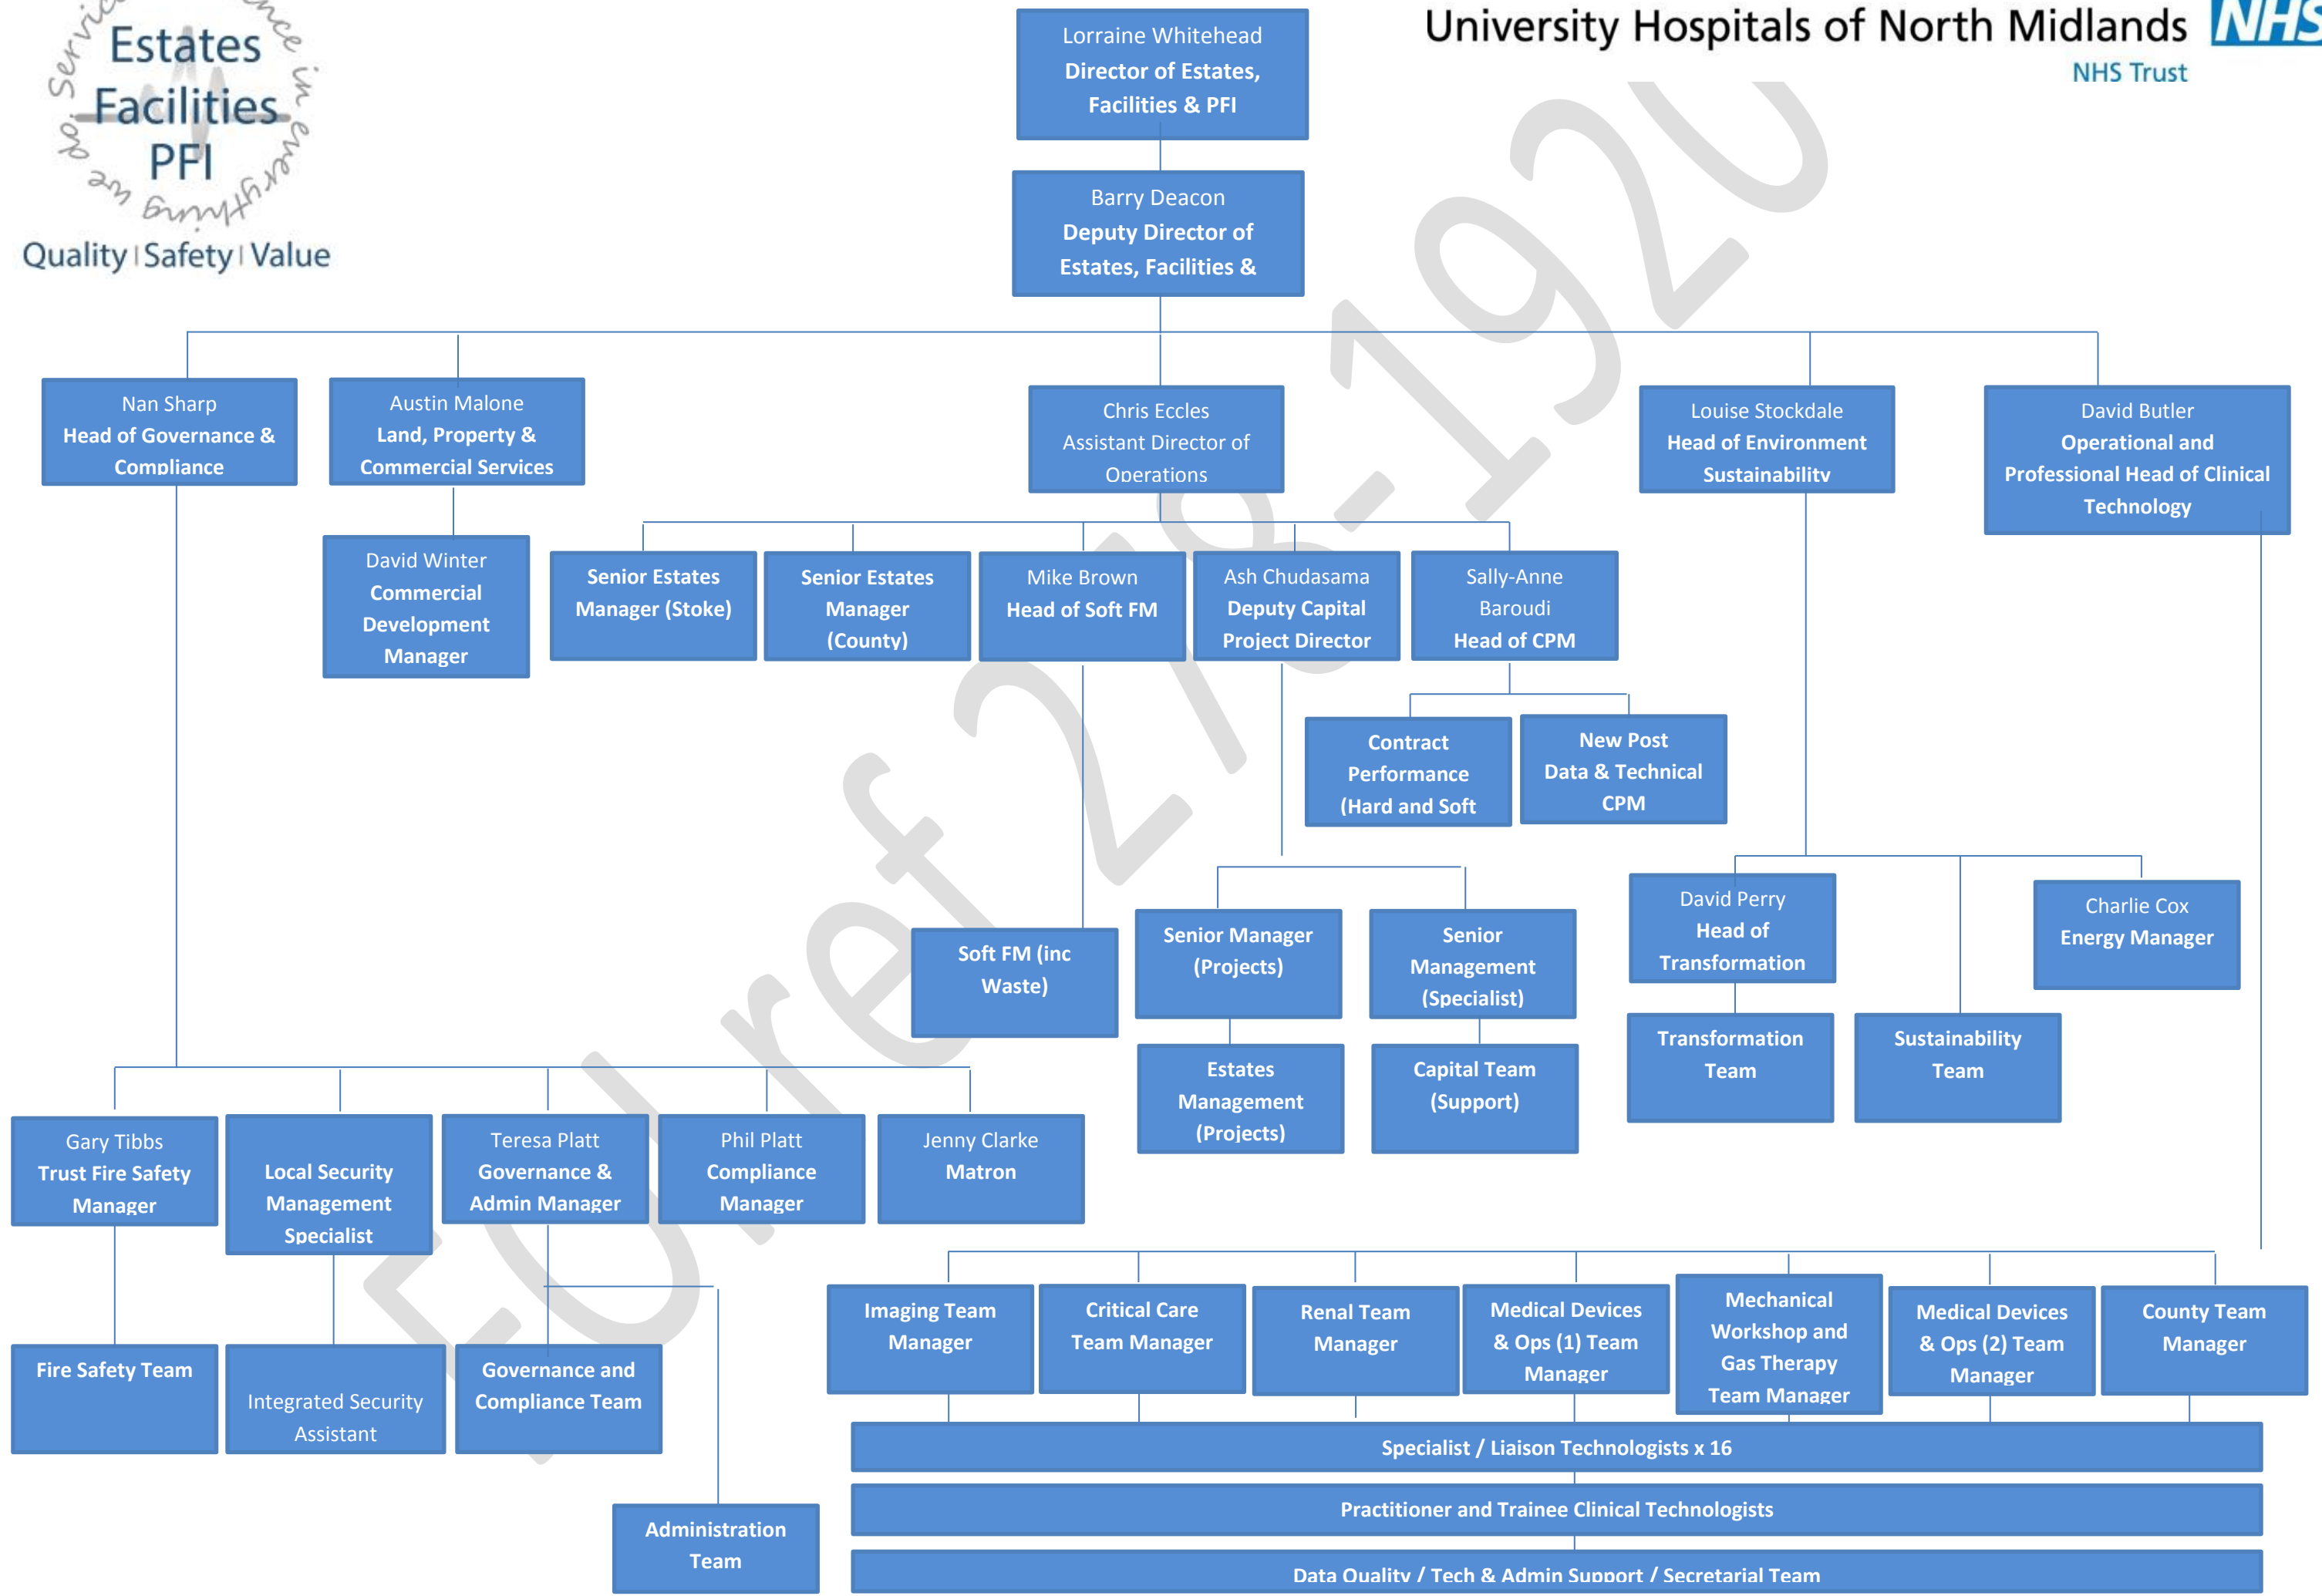 Estates
Facilities
PFI
Service
nce in everything we do.
Quality | Safety | Value
University Hospitals of North Midlands NHS
NHS Trust
Lorraine Whitehead
Director of Estates,
Facilities & PFI
Barry Deacon
Deputy Director of
Estates, Facilities &
Nan Sharp
Head of Governance &
Compliance
Austin Malone
Land, Property &
Commercial Services
Chris Eccles
Assistant Director of
Operations
Louise Stockdale
Head of Environment
Sustainability
David Butler
Operational and
Professional Head of Clinical
Technology
David Winter
Commercial
Development
Manager
Senior Estates
Manager (Stoke)
Senior Estates
Manager
(County)
Mike Brown
Head of Soft FM
Ash Chudasama
Deputy Capital
Project Director
Sally-Anne
Baroudi
Head of CPM
Contract
Performance
(Hard and Soft
New Post
Data & Technical
CPM
Soft FM (inc
Waste)
Senior Manager
(Projects)
Senior
Management
(Specialist)
David Perry
Head of
Transformation
Charlie Cox
Energy Manager
Estates
Management
(Projects)
Capital Team
(Support)
Transformation
Team
Sustainability
Team
Gary Tibbs
Trust Fire Safety
Manager
Local Security
Management
Specialist
Teresa Platt
Governance &
Admin Manager
Phil Platt
Compliance
Manager
Jenny Clarke
Matron
Fire Safety Team
Integrated Security
Assistant
Governance and
Compliance Team
Administration
Team
Imaging Team
Manager
Critical Care
Team Manager
Renal Team
Manager
Medical Devices
& Ops (1) Team
Manager
Mechanical
Workshop and
Gas Therapy
Team Manager
Medical Devices
& Ops (2) Team
Manager
County Team
Manager
Specialist / Liaison Technologists x 16
Practitioner and Trainee Clinical Technologists
Data Quality / Tech & Admin Support / Secretarial Team
FOI ref 278-1920